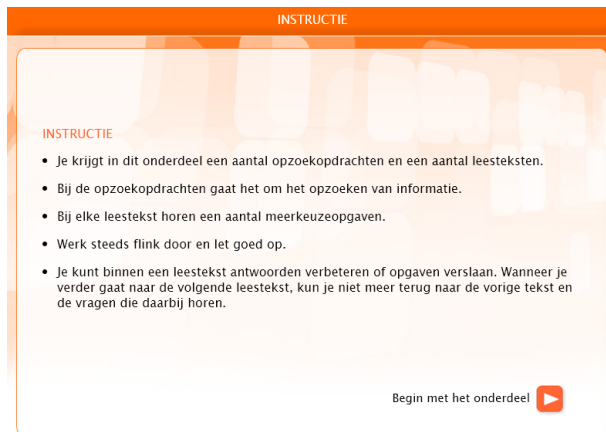 INSTRUCTIE
INSTRUCTIE
• Je krijgt in dit onderdeel een aantal opzoekopdrachten en een aantal leesteksten.
• Bij de opzoekopdrachten gaat het om het opzoeken van informatie.
• Bij elke leestekst horen een aantal meerkeuzeopgaven.
• Werk steeds flink door en let goed op.
• Je kunt binnen een leestekst antwoorden verbeteren of opgaven verslaan. Wanneer je
verder gaat naar de volgende leestekst, kun je niet meer terug naar de vorige tekst en
de vragen die daarbij horen.
Begin met het onderdeel